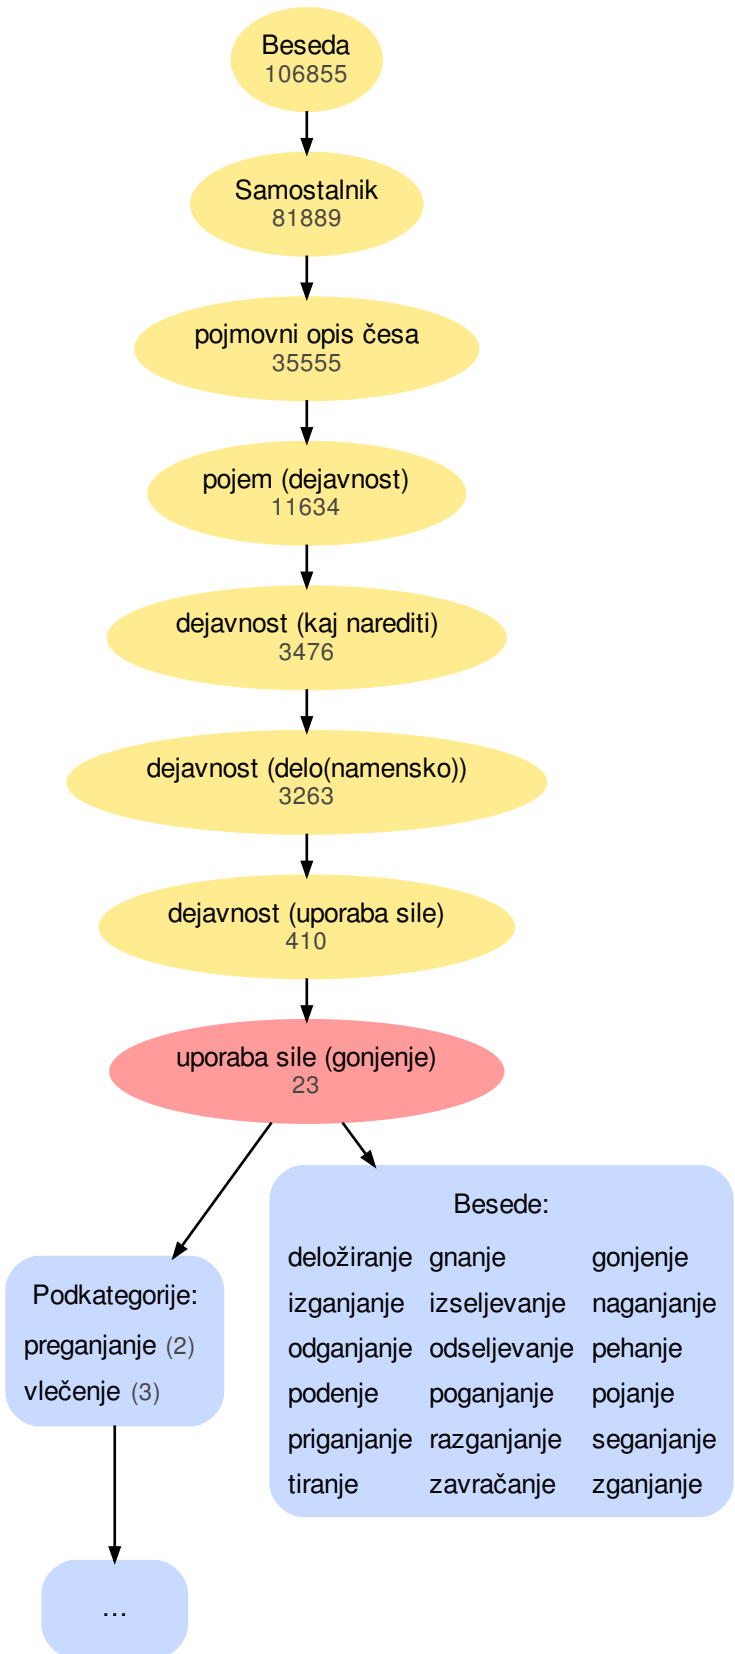 Beseda
106855
Samostalnik
81889
pojmovni opis česa
35555
pojem (dejavnost)
11634
dejavnost (kaj narediti)
3476
dejavnost (delo(namensko))
3263
dejavnost (uporaba sile)
410
uporaba sile (gonjenje)
23
Podkategorije:
preganjanje (2)
vlečenje (3)
...
Besede:
deložiranje gnanje gonjenje
izganjanje izseljevanje naganjanje
odganjanje odseljevanje pehanje
podenje poganjanje pojanje
priganjanje razganjanje seganjanje
tiranje zavračanje zganjanje